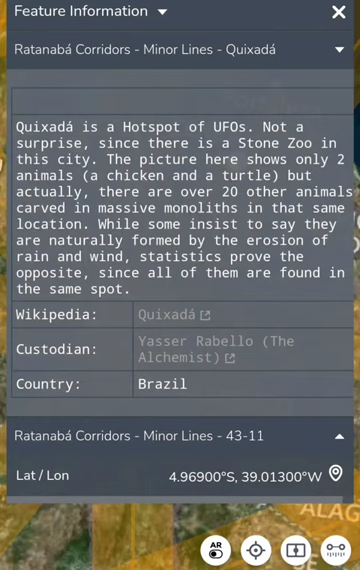 Feature Information
Ratanabá Corridors - Minor Lines - Quixadá
Quixadá is a Hotspot of UFOs. Not a
surprise, since there is a Stone Zoo in
this city. The picture here shows only 2
animals (a chicken and a turtle) but
actually, there are over 20 other animals
carved in massive monoliths in that same
location. While some insist to say they
are naturally formed by the erosion of
rain and wind, statistics prove the
opposite, since all of them are found in
the same spot.
Wikipedia: Quixadá
Custodian: Yasser Rabello (The
Alchemist)
Country: Brazil
Ratanabá Corridors - Minor Lines - 43-11
Lat / Lon 4.96900°S, 39.01300°W
ALAG
AR